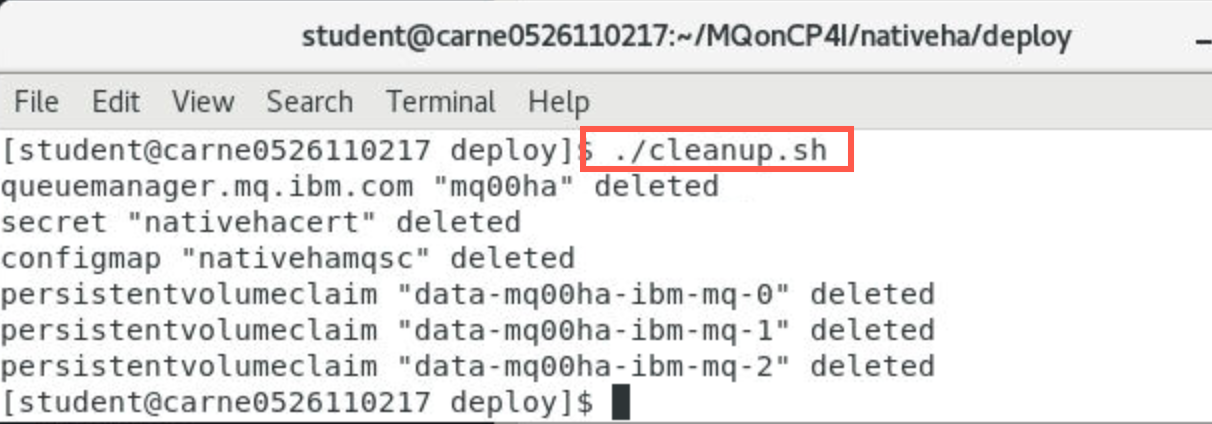 student@carne0526110217:~/MQonCP4I/nativeha/deploy
File Edit View Search Terminal Help
[student@carne0526110217 deploy]$ ./cleanup.sh
queuemanager.mq.ibm.com "mq00ha" deleted
secret "nativehacert" deleted
configmap "nativehamqsc" deleted
persistentvolumeclaim "data-mq00ha-ibm-mq-0" deleted
persistentvolumeclaim "data-mq00ha-ibm-mq-1" deleted
persistentvolumeclaim "data-mq00ha-ibm-mq-2" deleted
[student@carne0526110217 deploy]$